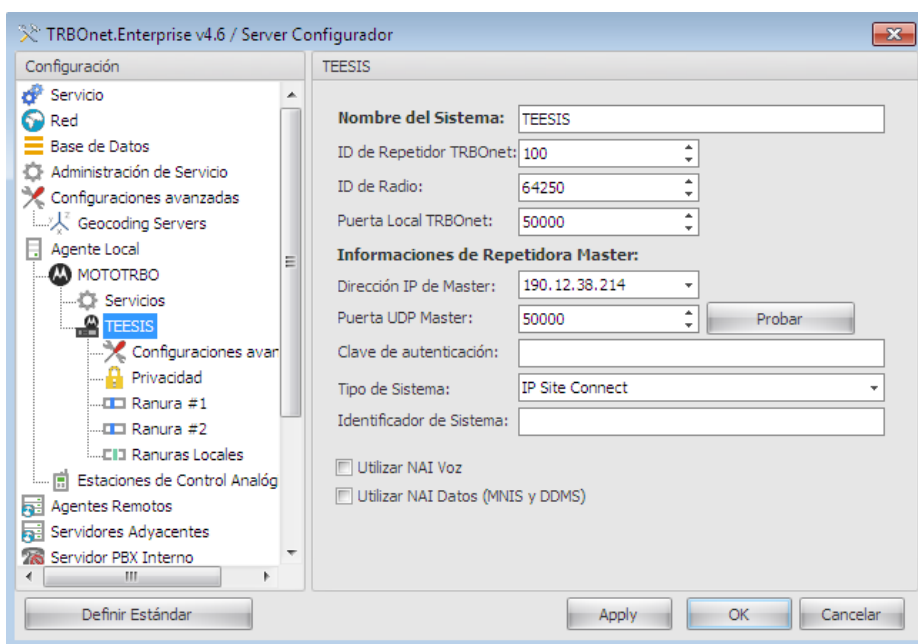 TRBOnet.Enterprise v4.6 / Server Configurador
Configuración
Servicio
Red
Base de Datos
Administración de Servicio
Configuraciones avanzadas
Geocoding Servers
Agente Local
MOTOTRBO
Servicios
TEESIS
Configuraciones avar
Privacidad
Ranura #1
Ranura #2
Ranuras Locales
Estaciones de Control Analóg
Agentes Remotos
Servidores Adyacentes
Servidor PBX Interno
Definir Estándar
TEESIS
Nombre del Sistema: TEESIS
ID de Repetidor TRBOnet: 100
ID de Radio: 64250
Puerta Local TRBOnet: 50000
Informaciones de Repetidora Master:
Dirección IP de Master: 190.12.38.214
Puerta UDP Master: 50000 Probar
Clave de autenticación:
Tipo de Sistema: IP Site Connect
Identificador de Sistema:
Utilizar NAI Voz
Utilizar NAI Datos (MNIS y DDMS)
Apply OK Cancelar